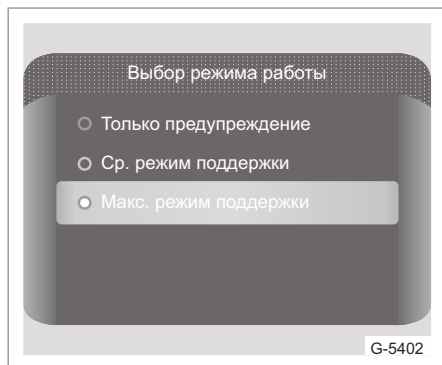 Выбор режима работы
Только предупреждение
Ср. режим поддержки
Макс. режим поддержки
G-5402